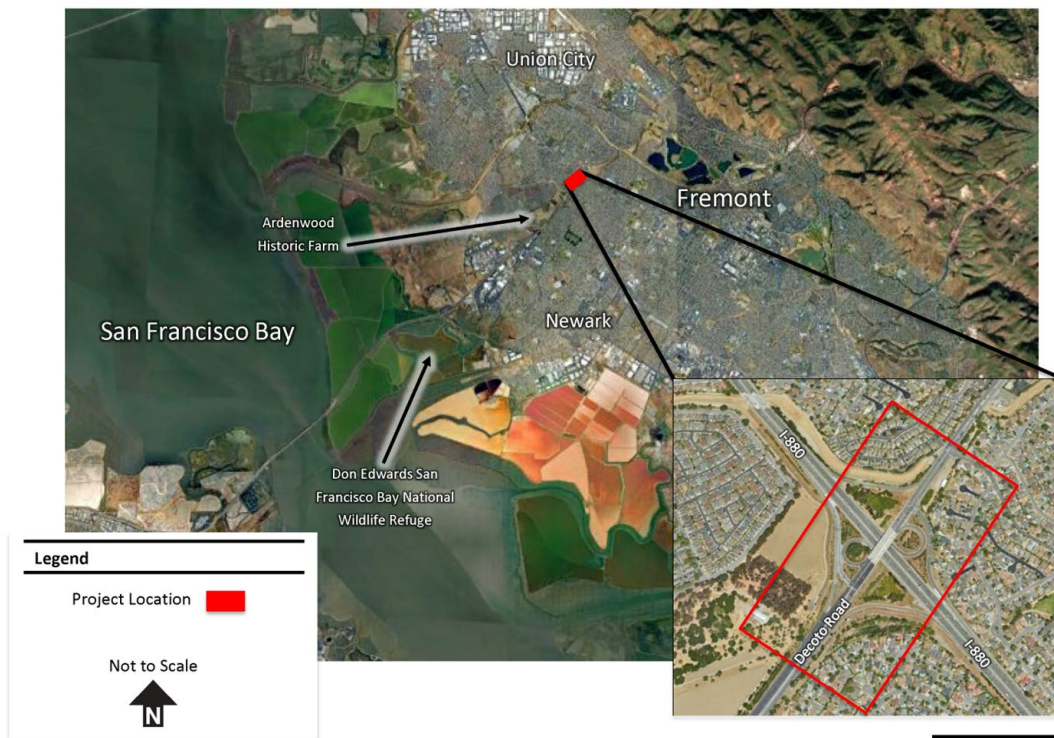 Union City
Fremont
Ardenwood
Historic Farm
San Francisco Bay
Newark
Don Edwards San
Francisco Bay National
Wildlife Refuge
I-880
Decoto Road
I-880
Legend
Project Location
Not to Scale
N